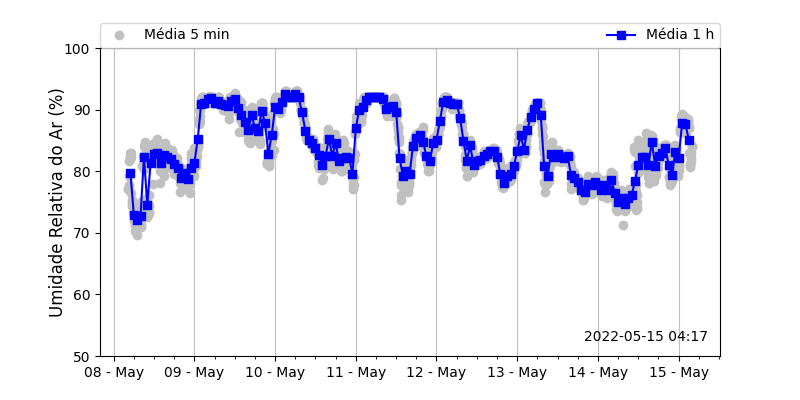 Média 5 min
Média 1 h
Umidade Relativa do Ar (%)
100
90
80
70
60
50
2022-05-15 04:17
08 - May
09 - May
10 - May
11 - May
12 - May
13 - May
14 - May
15 - May